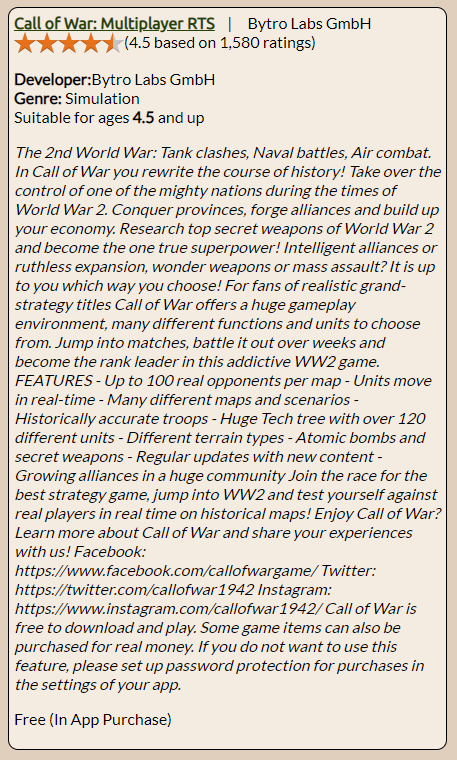 Call of War: Multiplayer RTS | Bytro Labs GmbH
(4.5 based on 1,580 ratings)
Developer:Bytro Labs GmbH
Genre: Simulation
Suitable for ages 4.5 and up
The 2nd World War: Tank clashes, Naval battles, Air combat.
In Call of War you rewrite the course of history! Take over the
control of one of the mighty nations during the times of
World War 2. Conquer provinces, forge alliances and build up
your economy. Research top secret weapons of World War 2
and become the one true superpower! Intelligent alliances or
ruthless expansion, wonder weapons or mass assault? It is up
to you which way you choose! For fans of realistic grand-
strategy titles Call of War offers a huge gameplay
environment, many different functions and units to choose
from. Jump into matches, battle it out over weeks and
become the rank leader in this addictive WW2 game.
FEATURES - Up to 100 real opponents per map - Units move
in real-time - Many different maps and scenarios -
Historically accurate troops - Huge Tech tree with over 120
different units - Different terrain types - Atomic bombs and
secret weapons - Regular updates with new content -
Growing alliances in a huge community Join the race for the
best strategy game, jump into WW2 and test yourself against
real players in real time on historical maps! Enjoy Call of War?
Learn more about Call of War and share your experiences
with us! Facebook:
https://www.facebook.com/callofwargame/ Twitter:
https://twitter.com/callofwar1942 Instagram:
https://www.instagram.com/callofwar1942/ Call of War is
free to download and play. Some game items can also be
purchased for real money. If you do not want to use this
feature, please set up password protection for purchases in
the settings of your app.
Free (In App Purchase)